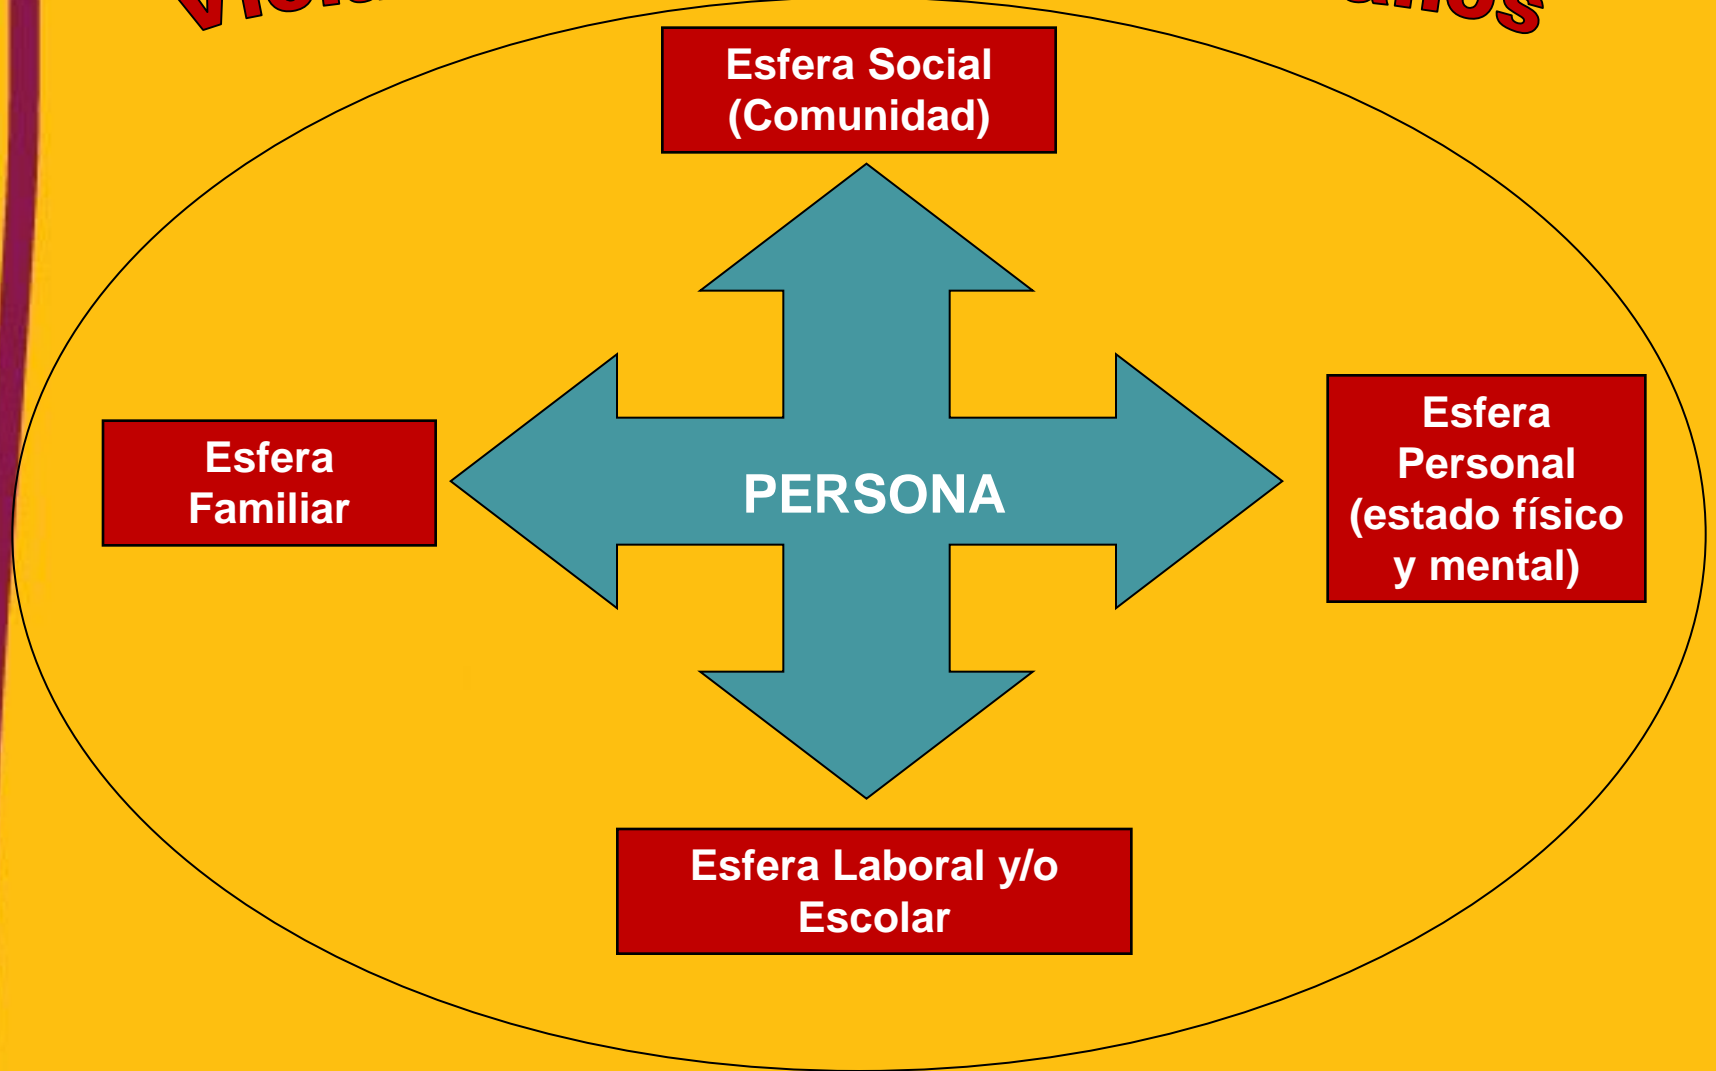 Esfera Social
(Comunidad)
Esfera
Familiar
PERSONA
Esfera
Personal
(estado físico
y mental)
Esfera Laboral y/o
Escolar